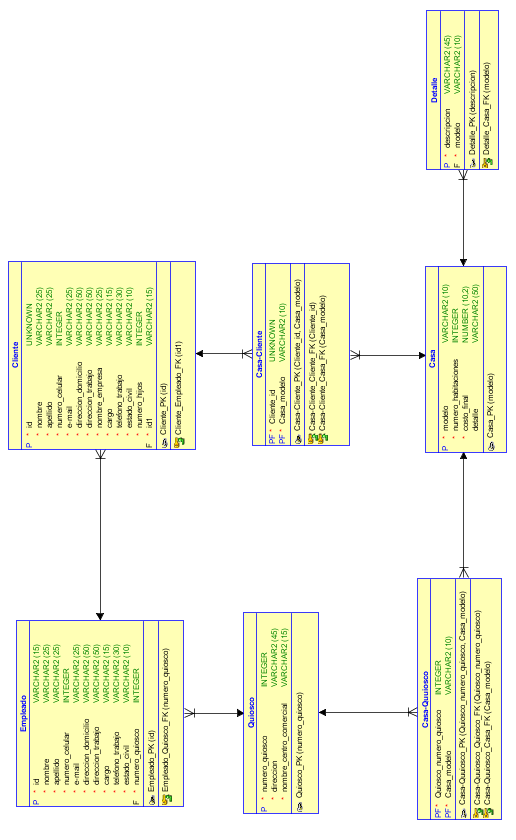 Detalle
P * descripcion VARCHAR2 (45)
F * modelo VARCHAR2 (10)
Detalle_PK (descripcion)
Detalle_Casa_FK (modelo)
Cliente
P * id UNKNOWN
* nombre VARCHAR2 (25)
* apellido VARCHAR2 (25)
* numero_celular INTEGER
* e-mail VARCHAR2 (25)
* direccion_domicilio VARCHAR2 (50)
* direccion_trabajo VARCHAR2 (50)
* nombre_empresa VARCHAR2 (25)
* cargo VARCHAR2 (15)
* telefono_trabajo VARCHAR2 (30)
* estado_civil VARCHAR2 (10)
* numero_hijos INTEGER
F * id1 VARCHAR2 (15)
Cliente_PK (id)
Cliente_Empleado_FK (id1)
Casa-Cliente
PF * Cliente_id UNKNOWN
PF * Casa_modelo VARCHAR2 (10)
Casa-Cliente_PK (Cliente_id, Casa_modelo)
Casa-Cliente_Cliente_FK (Cliente_id)
Casa-Cliente_Casa_FK (Casa_modelo)
Casa
P * modelo VARCHAR2 (10)
* numero_habitaciones INTEGER
* costo_final NUMBER (10,2)
* detalle VARCHAR2 (50)
Casa_PK (modelo)
Empleado
P * id VARCHAR2 (15)
* nombre VARCHAR2 (25)
* apellido VARCHAR2 (25)
* numero_celular INTEGER
* e-mail VARCHAR2 (25)
* direccion_domicilio VARCHAR2 (50)
* direccion_trabajo VARCHAR2 (50)
* cargo VARCHAR2 (15)
* telefono_trabajo VARCHAR2 (30)
* estado_civil VARCHAR2 (10)
F * numero_quiosco INTEGER
Empleado_PK (id)
Empleado_Quiosco_FK (numero_quiosco)
Quiosco
P * numero_quiosco INTEGER
* direccion VARCHAR2 (45)
* nombre_centro_comercial VARCHAR2 (15)
Quiosco_PK (numero_quiosco)
Casa-Quuiosco
PF * Quiosco_numero_quiosco INTEGER
PF * Casa_modelo VARCHAR2 (10)
Casa-Quuiosco_PK (Quiosco_numero_quiosco, Casa_modelo)
Casa-Quuiosco_Quiosco_FK (Quiosco_numero_quiosco)
Casa-Quuiosco_Casa_FK (Casa_modelo)